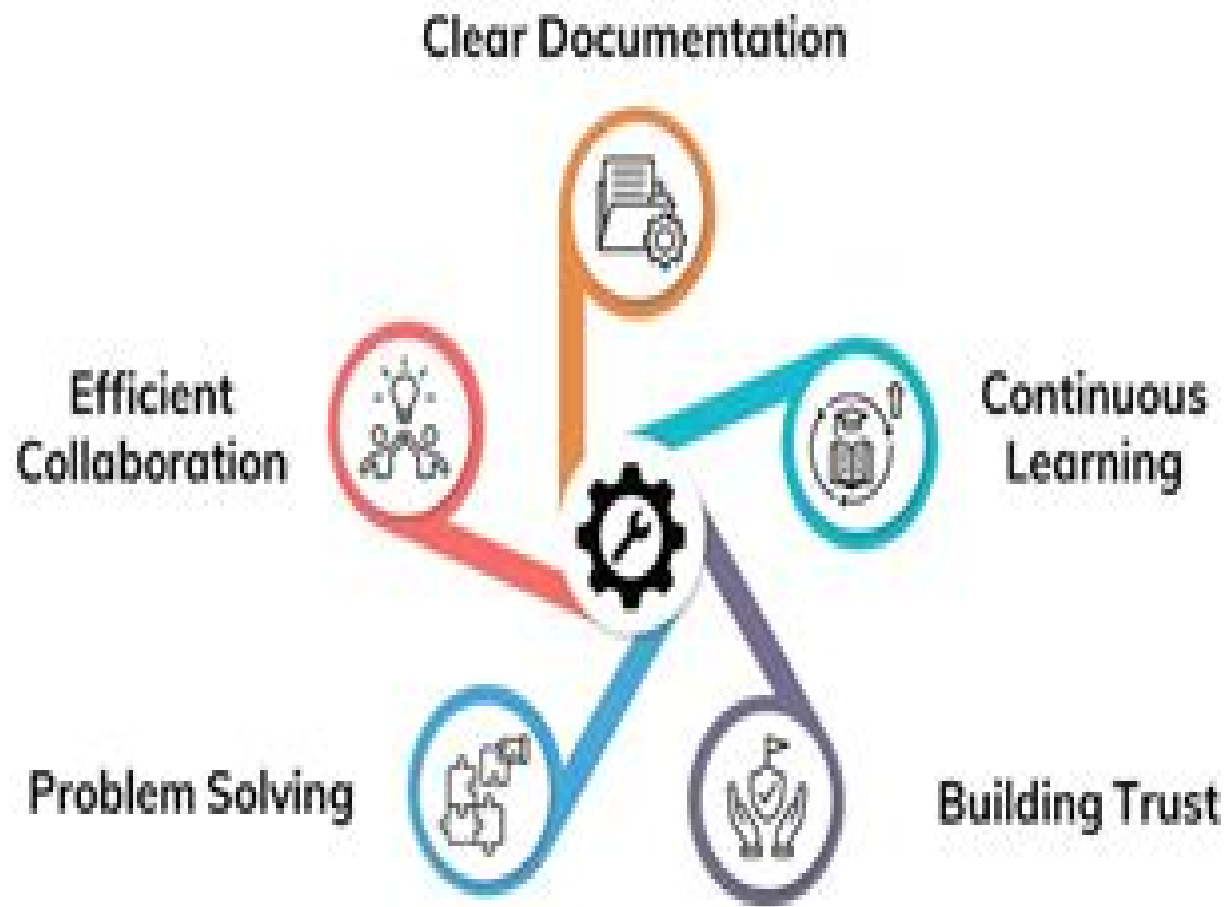 Clear Documentation
Efficient
Collaboration
Continuous
Learning
Problem Solving
Building Trust